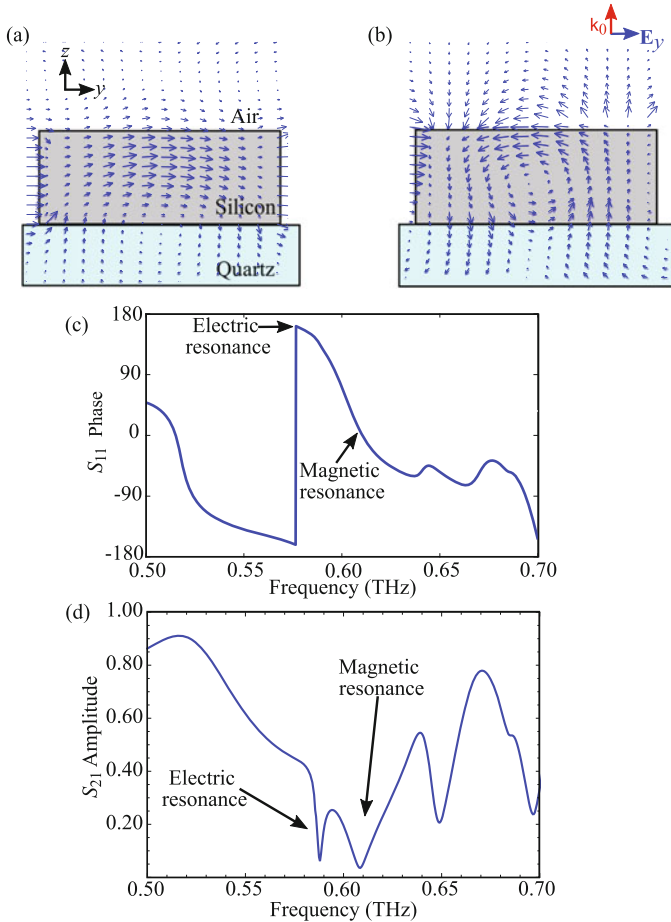 (a)
z
y
Air
Silicon
Quartz
(b)
k0
Ey
(c)
180
90
0
-90
-180
S11 Phase
Electric
resonance
Magnetic
resonance
0.50
0.55
0.60
0.65
0.70
Frequency (THz)
(d)
1.00
0.80
0.60
0.40
0.20
S21 Amplitude
Magnetic
resonance
Electric
resonance
0.50
0.55
0.60
0.65
0.70
Frequency (THz)